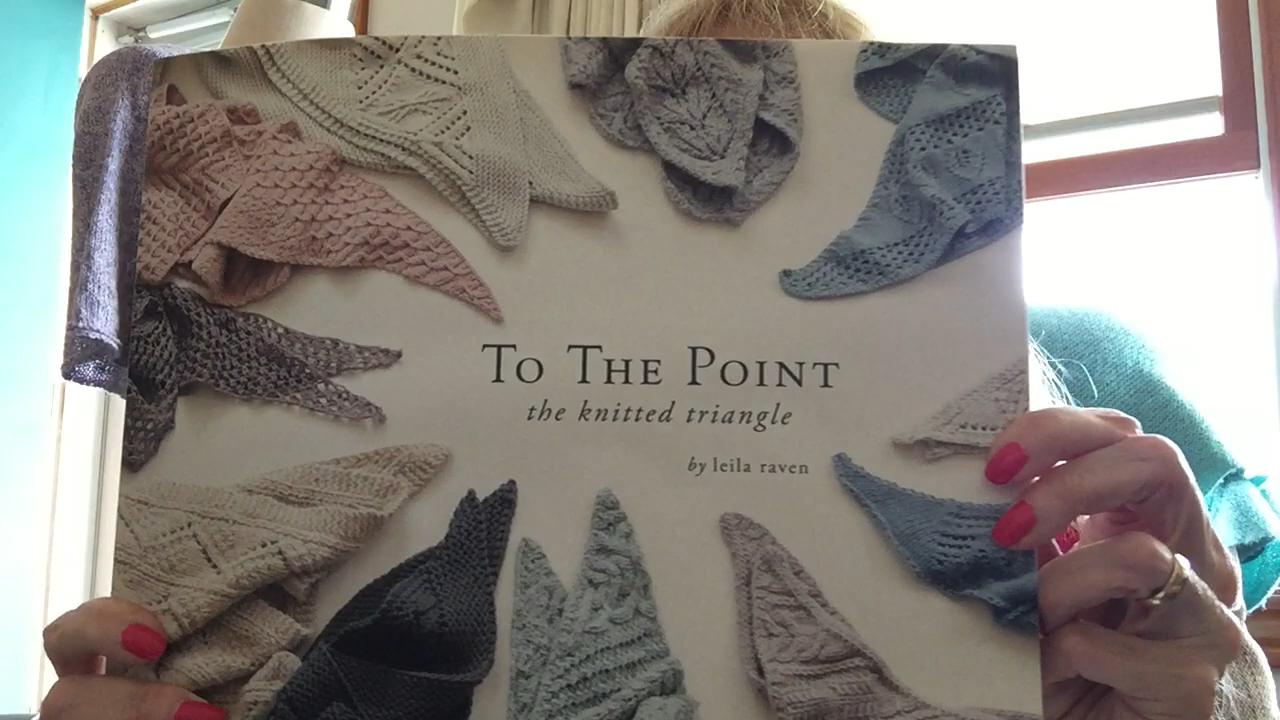 To The Point
the knitted triangle
by leila raven